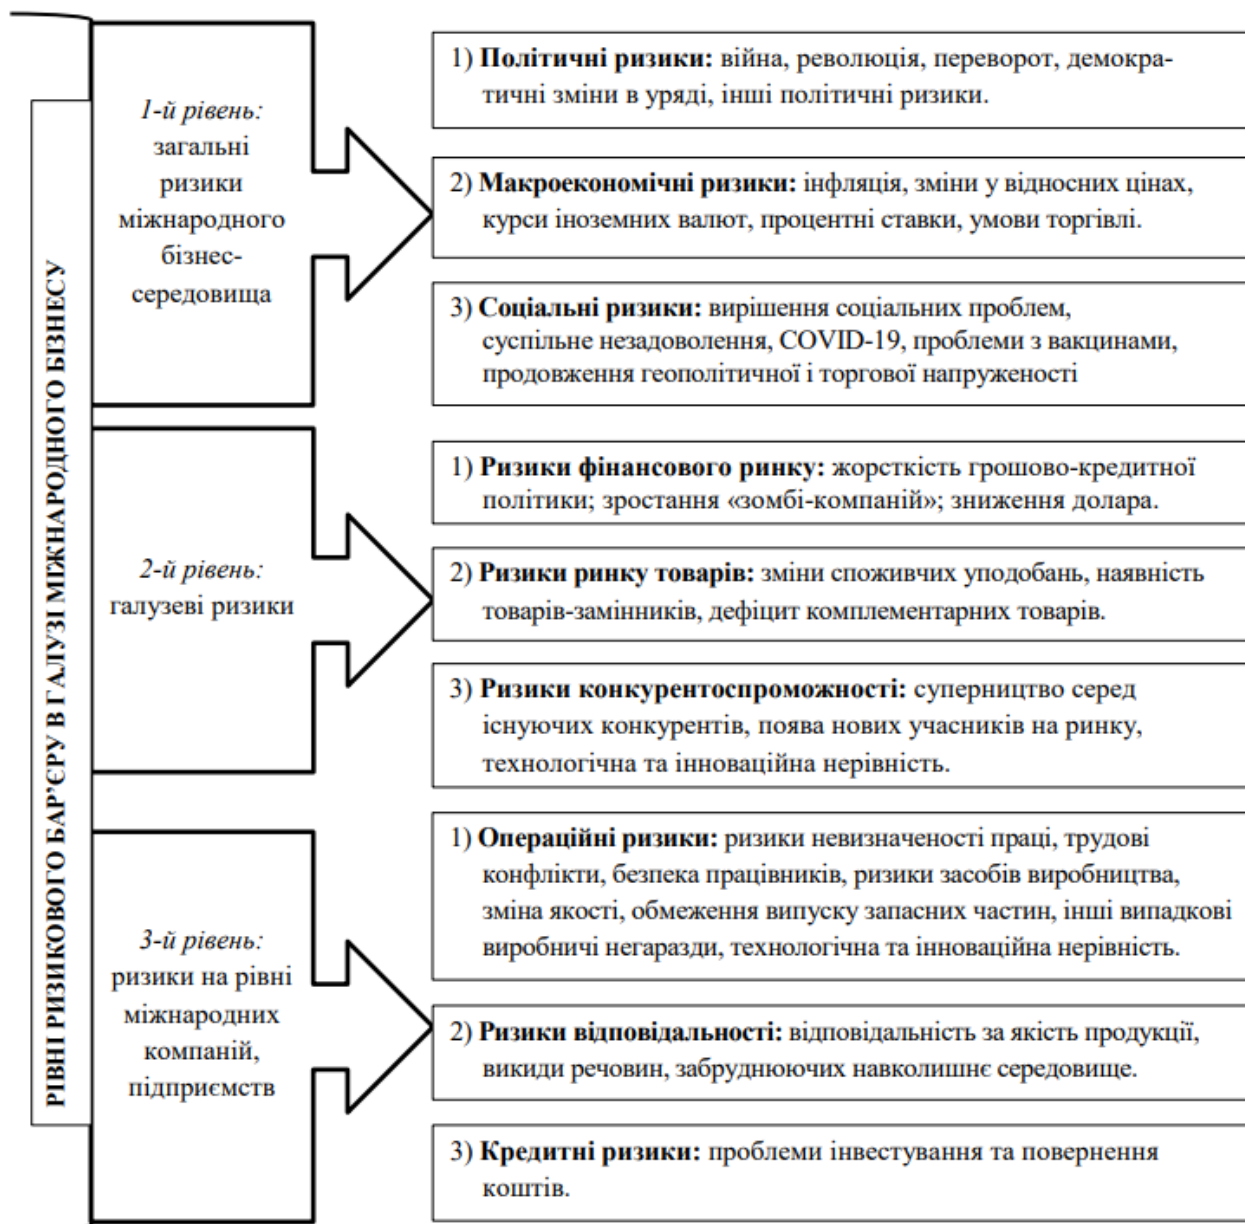 РІВНІ РИЗИКОВОГО БАР’ЄРУ В ГАЛУЗІ МІЖНАРОДНОГО БІЗНЕСУ
1-й рівень:
загальні
ризики
міжнародного
бізнес-
середовища
1) Політичні ризики: війна, революція, переворот, демокра-
тичні зміни в уряді, інші політичні ризики.
2) Макроекономічні ризики: інфляція, зміни у відносних цінах,
курси іноземних валют, процентні ставки, умови торгівлі.
3) Соціальні ризики: вирішення соціальних проблем,
суспільне незадоволення, COVID-19, проблеми з вакцинами,
продовження геополітичної і торгової напруженості
2-й рівень:
галузеві ризики
1) Ризики фінансового ринку: жорсткість грошово-кредитної
політики; зростання «зомбі-компаній»; зниження долара.
2) Ризики ринку товарів: зміни споживчих уподобань, наявність
товарів-замінників, дефіцит комплементарних товарів.
3) Ризики конкурентоспроможності: суперництво серед
існуючих конкурентів, поява нових учасників на ринку,
технологічна та інноваційна нерівність.
3-й рівень:
ризики на рівні
міжнародних
компаній,
підприємств
1) Операційні ризики: ризики невизначеності праці, трудові
конфлікти, безпека працівників, ризики засобів виробництва,
зміна якості, обмеження випуску запасних частин, інші випадкові
виробничі негаразди, технологічна та інноваційна нерівність.
2) Ризики відповідальності: відповідальність за якість продукції,
викиди речовин, забруднюючих навколишнє середовище.
3) Кредитні ризики: проблеми інвестування та повернення
коштів.